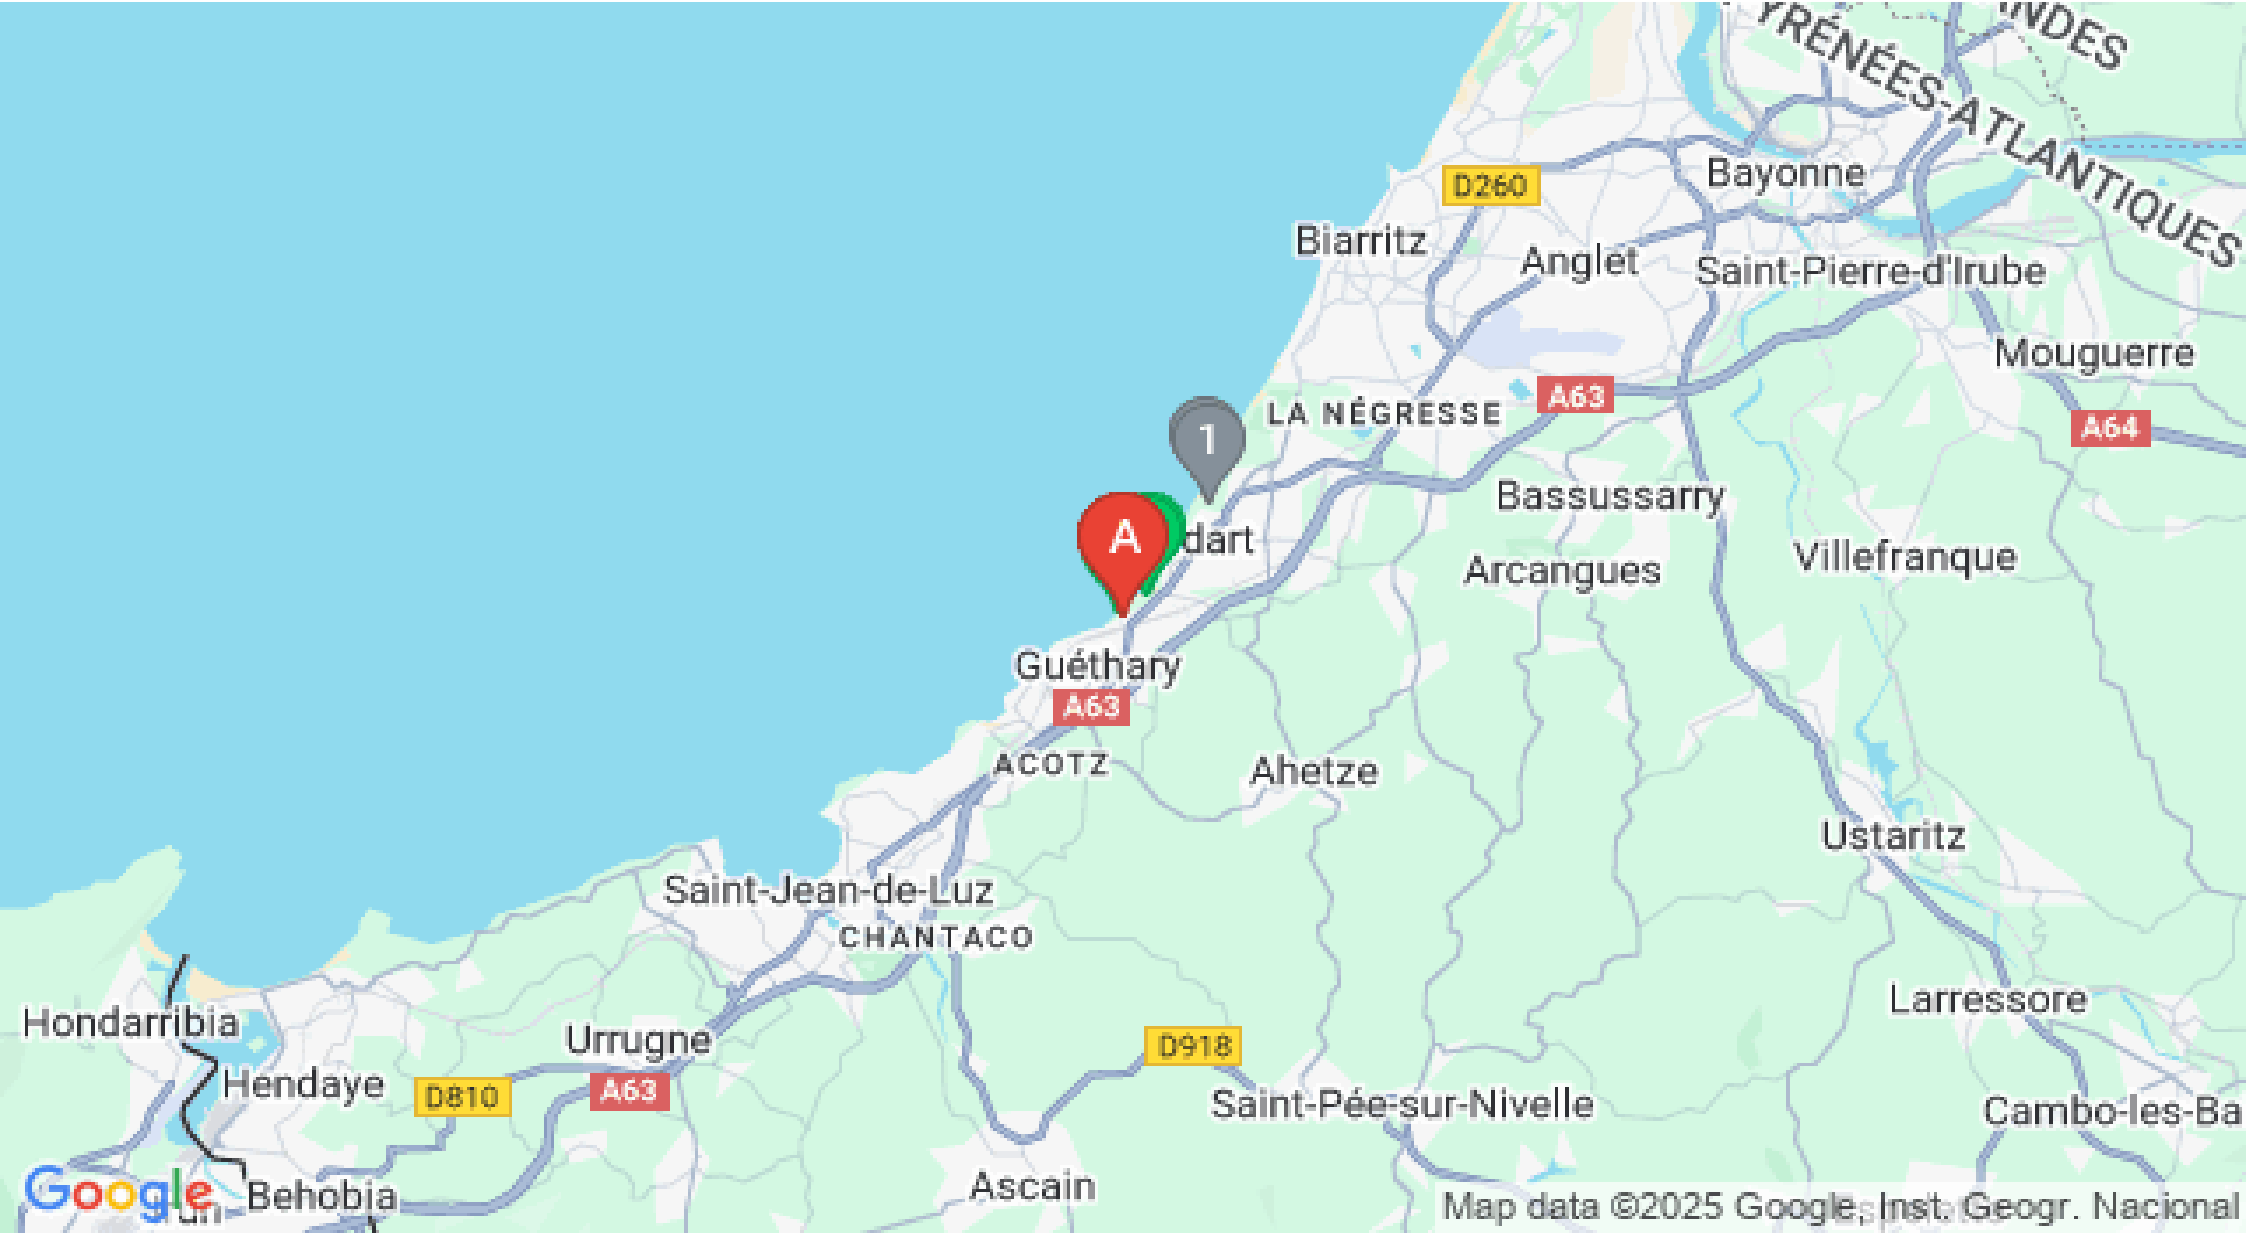 PYRÉNÉES-ATLANTIQUES
D260
Bayonne
Biarritz
Anglet
Saint-Pierre-d'Irube
Mouguerre
A63
LA NÉGRESSE
A64
1
Bassussarry
A
dart
Villefranque
Arcangues
Guéthary
A63
ACOTZ
Ahetze
Ustaritz
Saint-Jean-de-Luz
CHANTACO
Larressore
Hondarribia
Urrugne
D918
Hendaye
D810
A63
Saint-Pée-sur-Nivelle
Cambo-les-Ba
Ascain
Google
Behobia
Map data ©2025 Google, Inst. Geogr. Nacional